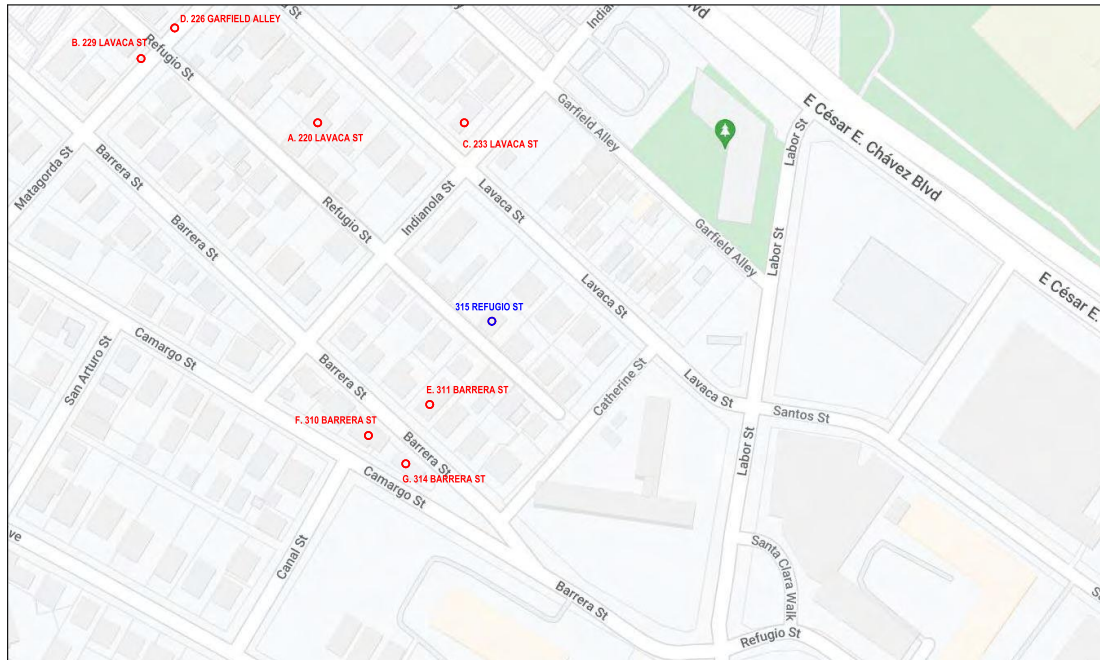 D. 226 GARFIELD ALLEY
B. 229 LAVACA ST
Refugio St
Indiano
Blvd
A. 220 LAVACA ST
C. 233 LAVACA ST
Garfield Alley
Labor St
E César E. Chávez Blvd
Matagorda St
Barrera St
Barrera St
Refugio St
Indianola St
Lavaca St
Garfield Alley
Labor St
E César E.
315 REFUGIO ST
Lavaca St
San Arturo St
Camargo St
Barrera St
E. 311 BARRERA ST
Catherine St
Lavaca St
Santos St
F. 310 BARRERA ST
Barrera St
G. 314 BARRERA ST
Camargo St
Labor St
ve
Canal St
Santa Clara Walk
Barrera St
Refugio St